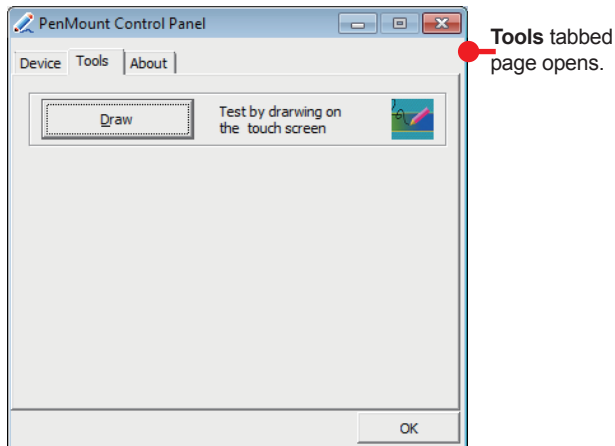 PenMount Control Panel
Device Tools About
Draw
Test by drarwing on
the touch screen
OK
Tools tabbed
page opens.